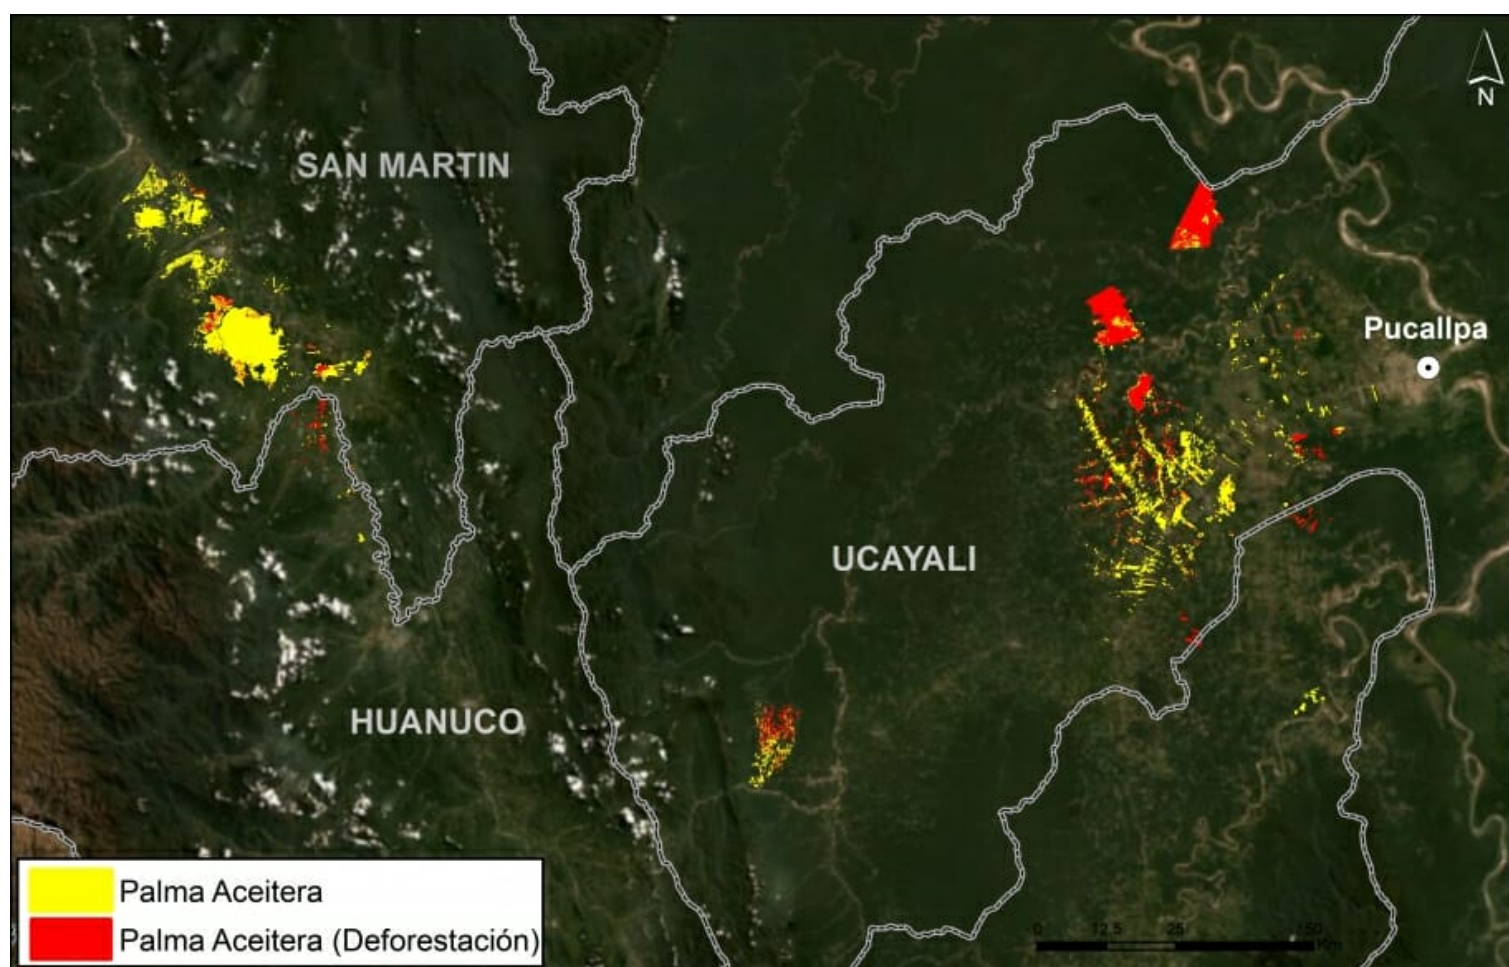 N
SAN MARTIN
Pucallpa
UCAYALI
HUANUCO
Palma Aceitera
Palma Aceitera (Deforestación)
0 12.5 25 50
Km